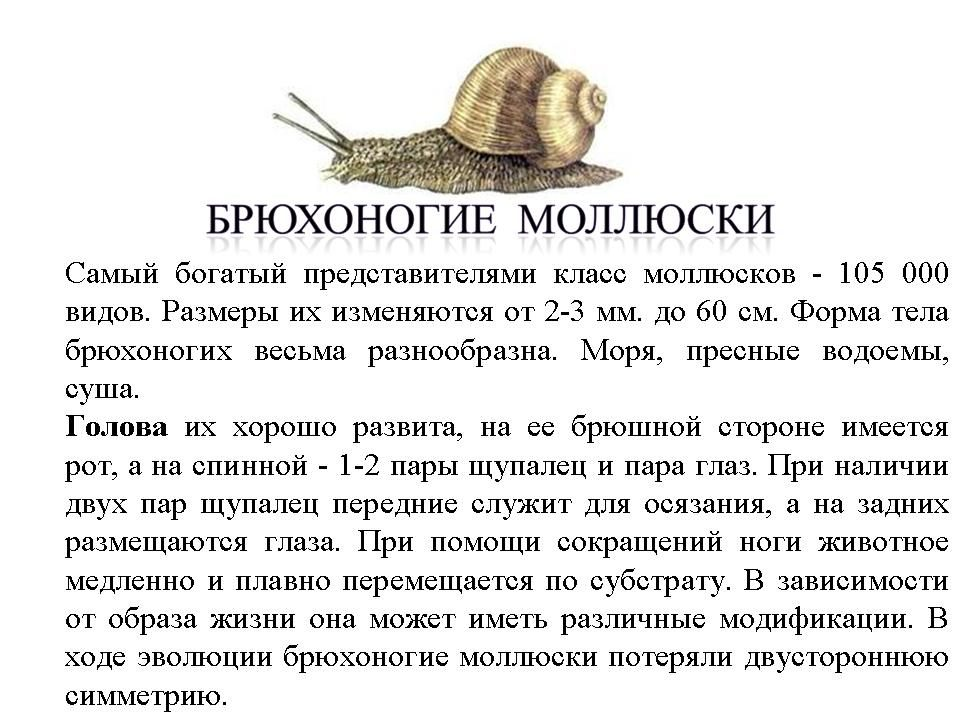 БРЮХОНОГИЕ МОЛЛЮСКИ
Самый богатый представителями класс моллюсков - 105 000
видов. Размеры их изменяются от 2-3 мм. до 60 см. Форма тела
брюхоногих весьма разнообразна. Моря, пресные водоемы,
суша.
Голова их хорошо развита, на ее брюшной стороне имеется
рот, а на спинной - 1-2 пары щупалец и пара глаз. При наличии
двух пар щупалец передние служит для осязания, а на задних
размещаются глаза. При помощи сокращений ноги животное
медленно и плавно перемещается по субстрату. В зависимости
от образа жизни она может иметь различные модификации. В
ходе эволюции брюхоногие моллюски потеряли двустороннюю
симметрию.